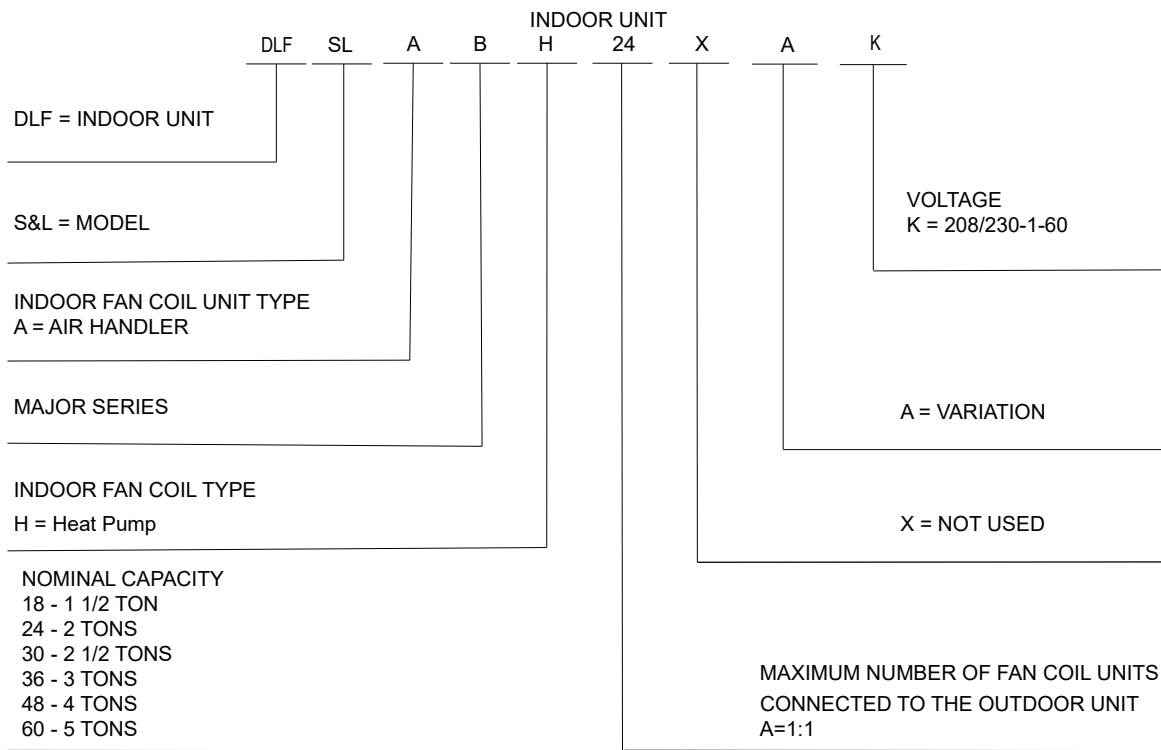 INDOOR UNIT
DLF SL A B H 24 X A K
DLF = INDOOR UNIT
S&L = MODEL
INDOOR FAN COIL UNIT TYPE
A = AIR HANDLER
MAJOR SERIES
INDOOR FAN COIL TYPE
H = Heat Pump
NOMINAL CAPACITY
18 - 1 1/2 TON
24 - 2 TONS
30 - 2 1/2 TONS
36 - 3 TONS
48 - 4 TONS
60 - 5 TONS
VOLTAGE
K = 208/230-1-60
A = VARIATION
X = NOT USED
MAXIMUM NUMBER OF FAN COIL UNITS
CONNECTED TO THE OUTDOOR UNIT
A=1:1